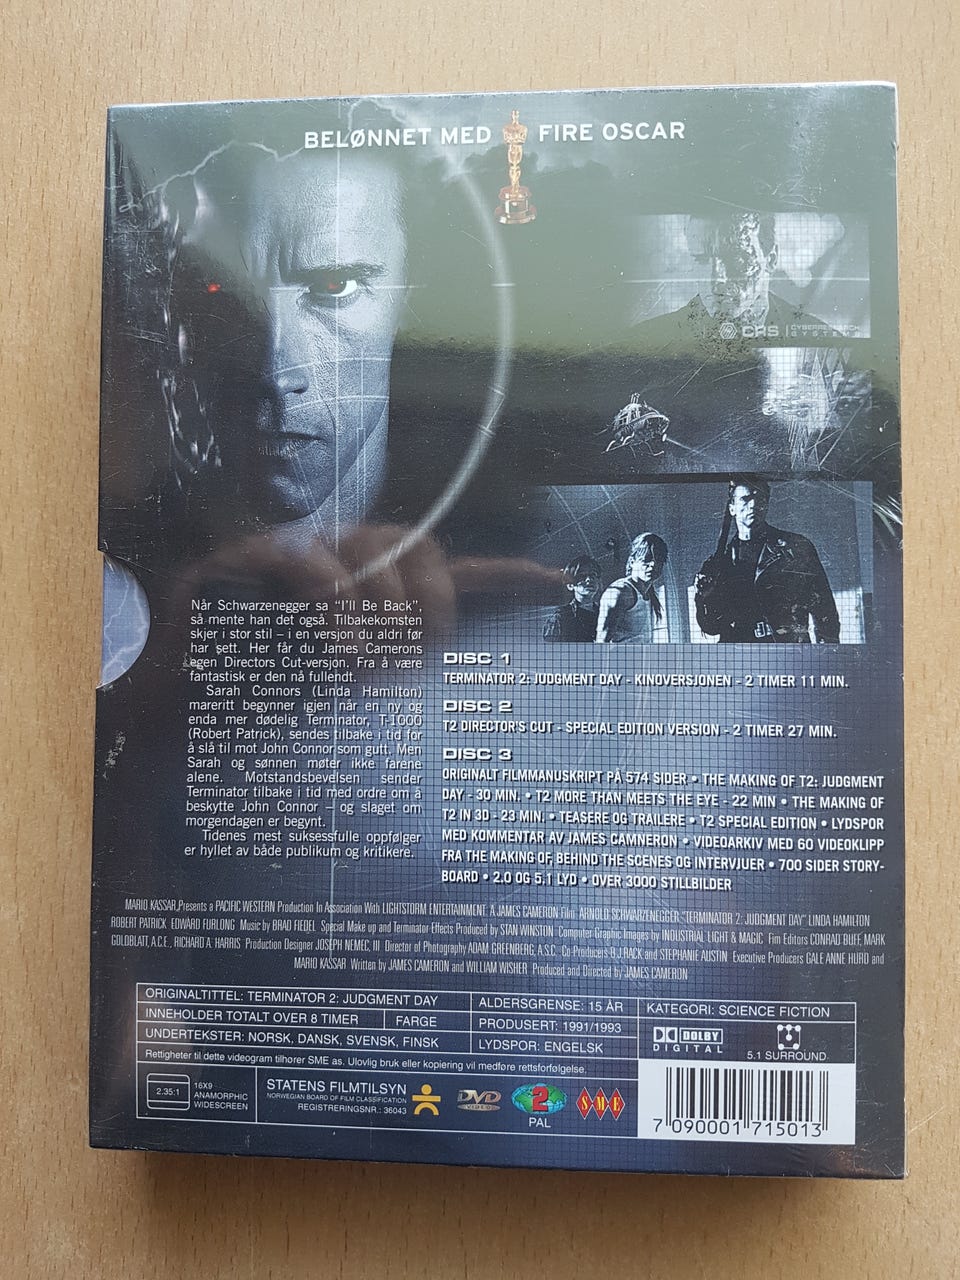 BELØNNET MED FIRE OSCAR
CRS | CYBERRESEARCH
SYSTEMS
Når Schwarzenegger sa “I’ll Be Back”,
så mente han det også. Tilbakekomsten
skjer i stor stil – i en versjon du aldri før
har sett. Her får du James Camerons
egen Directors Cut-versjon. Fra å være
fantastisk er den nå fullendt.
Sarah Connors (Linda Hamilton)
mareritt begynner igjen når en ny og
enda mer dødelig Terminator, T-1000
(Robert Patrick), sendes tilbake i tid for
å slå til mot John Connor som gutt. Men
Sarah og sønnen møter ikke farene
alene. Motstandsbevelsen sender
Terminator tilbake i tid med ordre om å
beskytte John Connor – og slaget om
morgendagen er begynt.
Tidenes mest suksessfulle oppfølger
er hyllet av både publikum og kritikere.
DISC 1
TERMINATOR 2: JUDGMENT DAY - KINOVERSJONEN - 2 TIMER 11 MIN.
DISC 2
T2 DIRECTOR'S CUT - SPECIAL EDITION VERSION - 2 TIMER 27 MIN.
DISC 3
ORIGINALT FILMMANUSKRIPT PÅ 574 SIDER • THE MAKING OF T2: JUDGMENT
DAY - 30 MIN. • T2 MORE THAN MEETS THE EYE - 22 MIN • THE MAKING OF
T2 IN 3D - 23 MIN. • TEASERE OG TRAILERE • T2 SPECIAL EDITION • LYDSPOR
MED KOMMENTAR AV JAMES CAMNERON • VIDEOARKIV MED 60 VIDEOKLIPP
FRA THE MAKING OF, BEHIND THE SCENES OG INTERVJUER • 700 SIDER STORY-
BOARD • 2.0 OG 5.1 LYD • OVER 3000 STILLBILDER
MARIO KASSAR Presents a PACIFIC WESTERN Production In Association With LIGHTSTORM ENTERTAINMENT A JAMES CAMERON Film ARNOLD SCHWARZENEGGER "TERMINATOR 2: JUDGMENT DAY" LINDA HAMILTON
ROBERT PATRICK EDWARD FURLONG Music by BRAD FIEDEL Special Make up and Terminator Effects Produced by STAN WINSTON Computer Graphic Images by INDUSTRIAL LIGHT & MAGIC Fim Editors CONRAD BUFF, MARK
GOLDBLATT, A.C.E., RICHARD A. HARRIS Production Designer JOSEPH NEMEC, III Director of Photography ADAM GREENBERG, A.S.C. Co-Producers B.J.RACK and STEPHANIE AUSTIN Executive Producers GALE ANNE HURD and
MARIO KASSAR Written by JAMES CAMERON and WILLIAM WISHER Produced and Directed by JAMES CAMERON
ORIGINALTITTEL: TERMINATOR 2: JUDGMENT DAY
ALDERSGRENSE: 15 ÅR
KATEGORI: SCIENCE FICTION
INNEHOLDER TOTALT OVER 8 TIMER
FARGE
PRODUSERT: 1991/1993
UNDERTEKSTER: NORSK, DANSK, SVENSK, FINSK
LYDSPOR: ENGELSK
DOLBY
DIGITAL
5.1 SURROUND
Rettigheter til dette videogram tilhører SME as. Ulovlig bruk eller kopiering vil medføre rettsforfølgelse.
2.35:1
16X9
ANAMORPHIC
WIDESCREEN
STATENS FILMTILSYN
NORWEGIAN BOARD OF FILM CLASSIFICATION
REGISTRERINGSNR.: 36043
DVD
VIDEO
2
PAL
SME
7 090001 715013